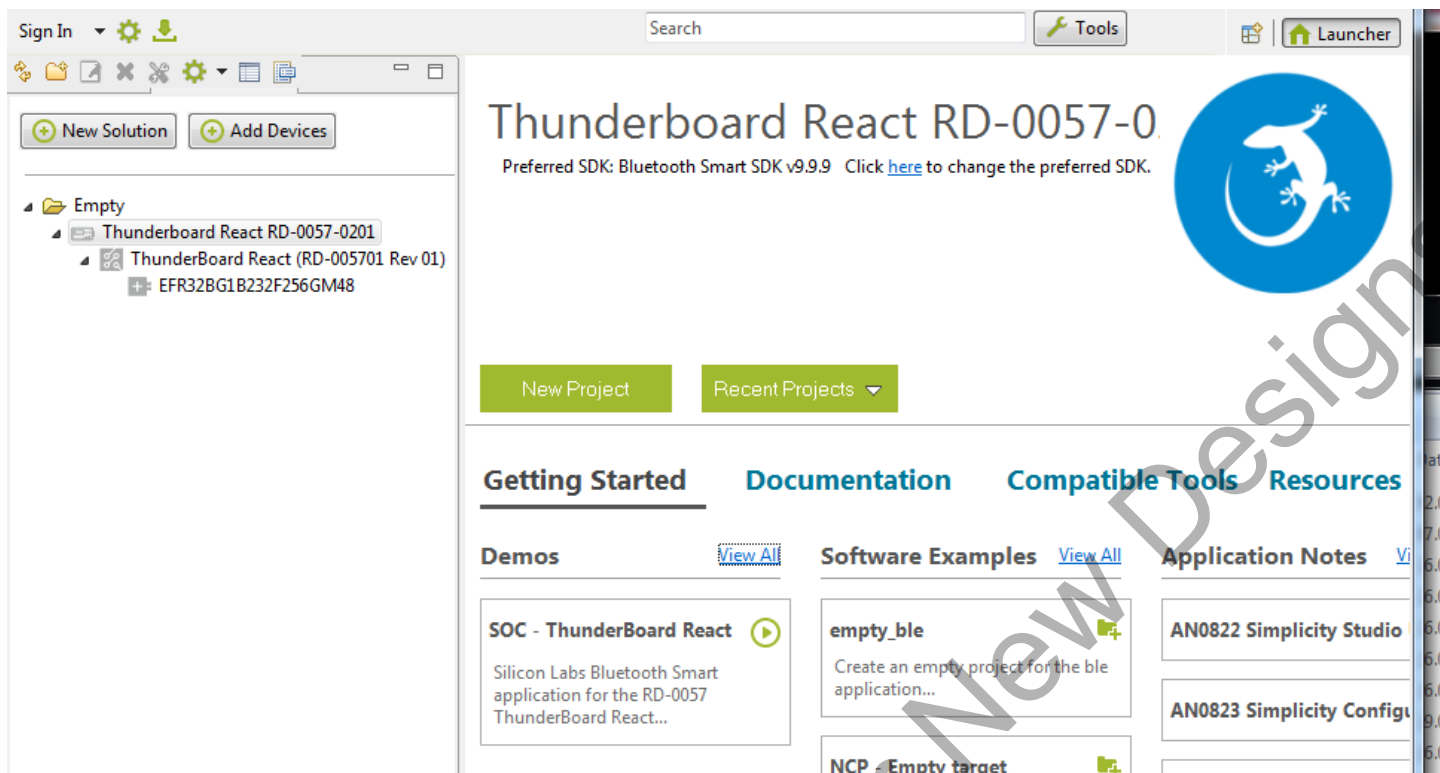 Sign In
Search
Tools
Launcher
New Solution
Add Devices
Empty
Thunderboard React RD-0057-0201
ThunderBoard React (RD-005701 Rev 01)
EFR32BG1B232F256GM48
Thunderboard React RD-0057-0
Preferred SDK: Bluetooth Smart SDK v9.9.9 Click here to change the preferred SDK.
New Project
Recent Projects
Getting Started
Documentation
Compatible Tools
Resources
Demos
View All
SOC - ThunderBoard React
Silicon Labs Bluetooth Smart
application for the RD-0057
ThunderBoard React...
Software Examples
View All
empty_ble
Create an empty project for the ble
application...
NCP - Empty target
Application Notes
AN0822 Simplicity Studio
AN0823 Simplicity Config
New Design